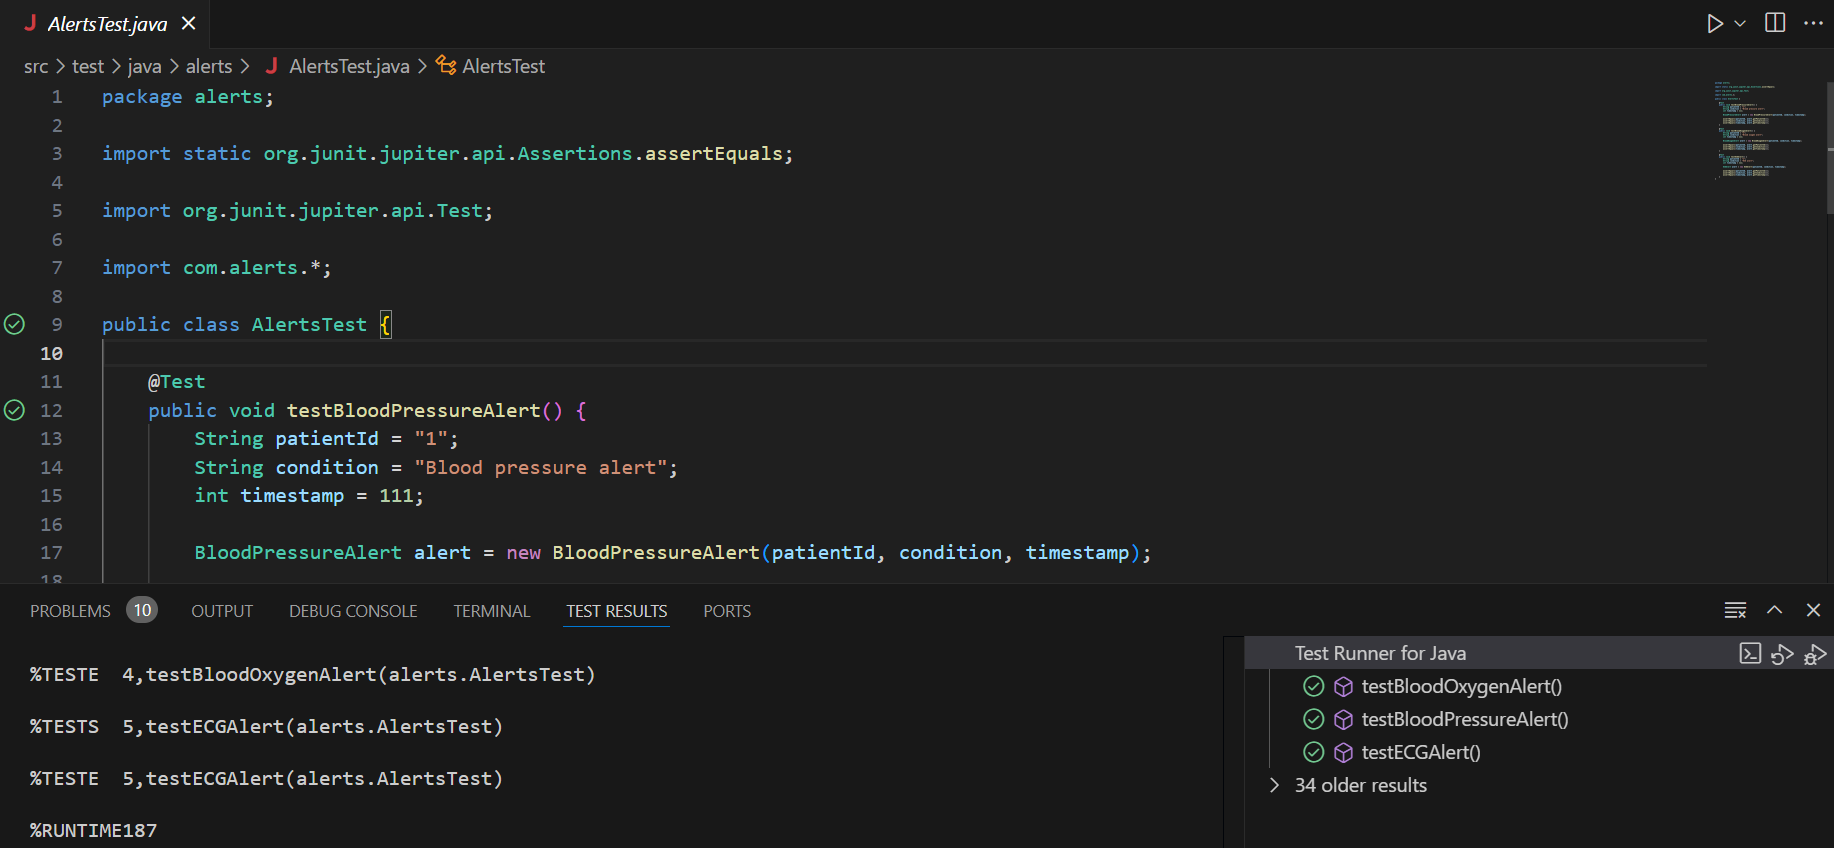 J AlertsTest.java
src > test > java > alerts > J AlertsTest.java > AlertsTest
1 package alerts;
2
3 import static org.junit.jupiter.api.Assertions.assertEquals;
4
5 import org.junit.jupiter.api.Test;
6
7 import com.alerts.*;
8
9 public class AlertsTest {
10
11 @Test
12 public void testBloodPressureAlert() {
13 String patientId = "1";
14 String condition = "Blood pressure alert";
15 int timestamp = 111;
16
17 BloodPressureAlert alert = new BloodPressureAlert(patientId, condition, timestamp);
18
PROBLEMS 10 OUTPUT DEBUG CONSOLE TERMINAL TEST RESULTS PORTS
%TESTE 4,testBloodOxygenAlert(alerts.AlertsTest)
%TESTS 5,testECGAlert(alerts.AlertsTest)
%TESTE 5,testECGAlert(alerts.AlertsTest)
%RUNTIME187
Test Runner for Java
testBloodOxygenAlert()
testBloodPressureAlert()
testECGAlert()
34 older results